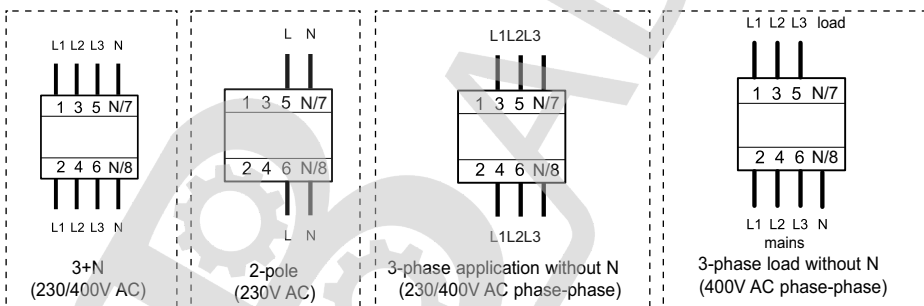 L1 L2 L3 N
1 3 5 N/7
2 4 6 N/8
L1 L2 L3 N
3+N
(230/400V AC)
L N
1 3 5 N/7
2 4 6 N/8
L N
2-pole
(230V AC)
L1L2L3
1 3 5 N/7
2 4 6 N/8
L1L2L3
3-phase application without N
(230/400V AC phase-phase)
L1 L2 L3 load
1 3 5 N/7
2 4 6 N/8
L1 L2 L3 N
mains
3-phase load without N
(400V AC phase-phase)